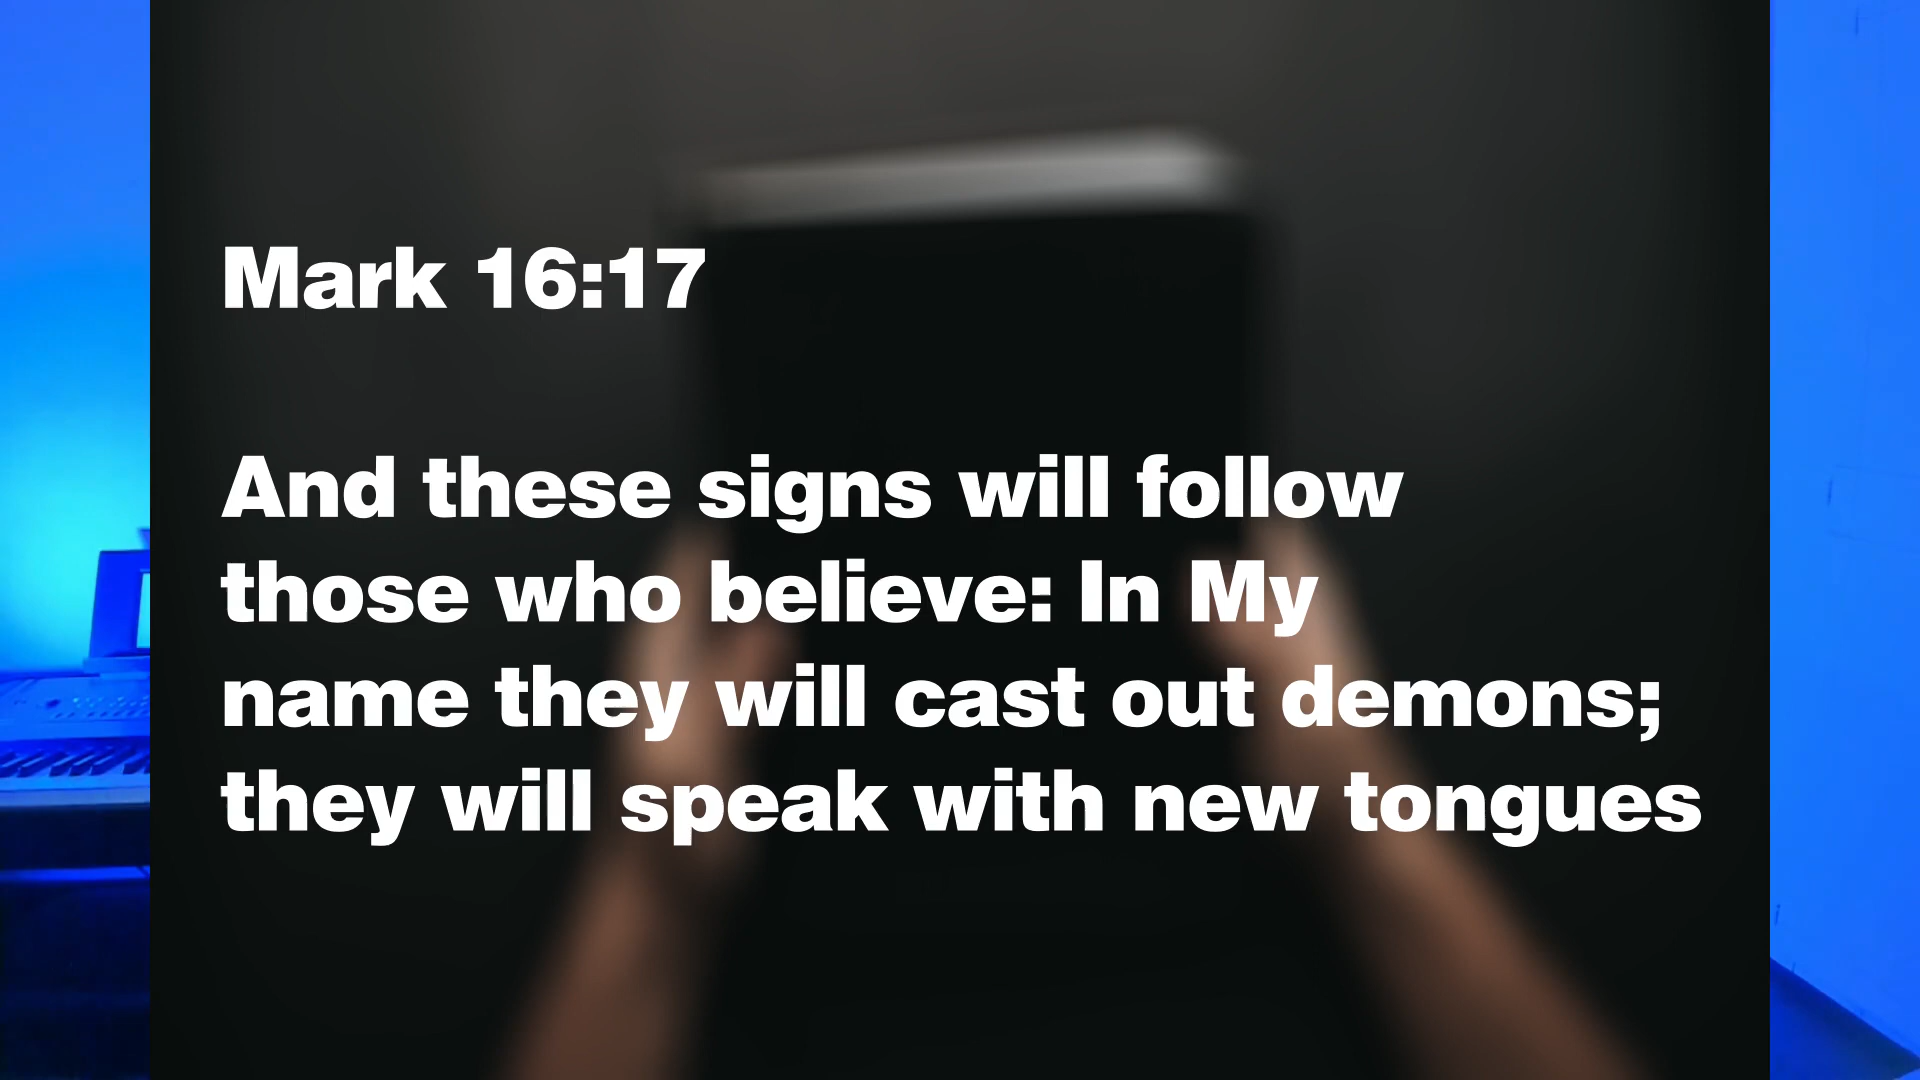 Mark 16:17
And these signs will follow
those who believe: In My
name they will cast out demons;
they will speak with new tongues